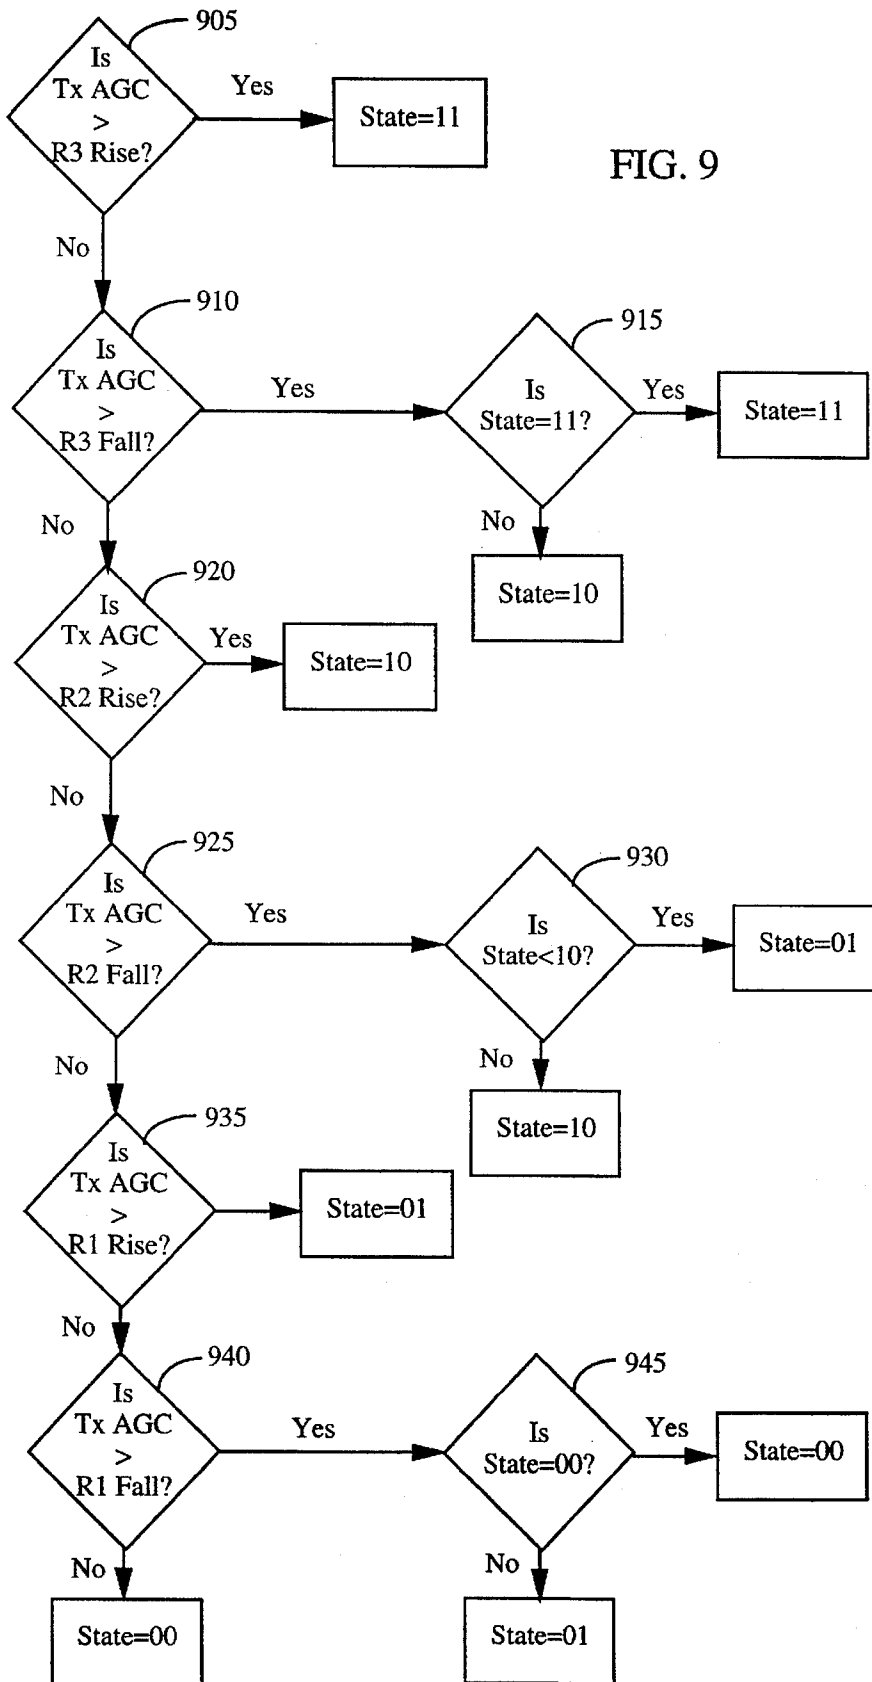 905
Is
Tx AGC
>
R3 Rise?
Yes
State=11
FIG. 9
No
910
Is
Tx AGC
>
R3 Fall?
Yes
915
Is
State=11?
Yes
State=11
No
State=10
No
920
Is
Tx AGC
>
R2 Rise?
Yes
State=10
No
925
Is
Tx AGC
>
R2 Fall?
Yes
930
Is
State<10?
Yes
State=01
No
State=10
No
935
Is
Tx AGC
>
R1 Rise?
State=01
No
940
Is
Tx AGC
>
R1 Fall?
Yes
945
Is
State=00?
Yes
State=00
No
State=00
No
State=01